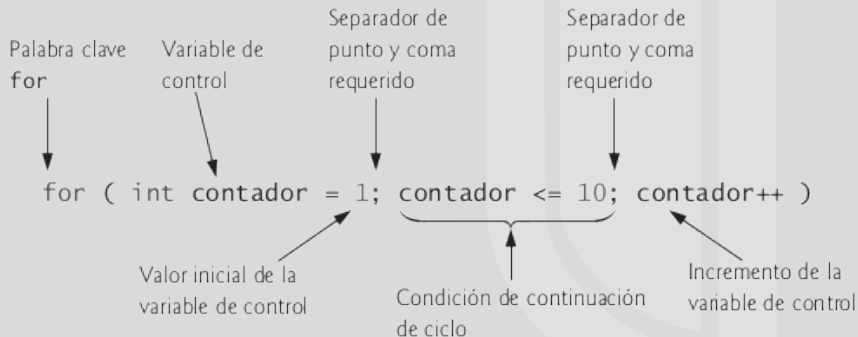 Palabra clave
for
Variable de
control
Separador de
punto y coma
requerido
Separador de
punto y coma
requerido
for ( int contador = 1; contador <= 10; contador++ )
Valor inicial de la
variable de control
Condición de continuación
de ciclo
Incremento de la
variable de control